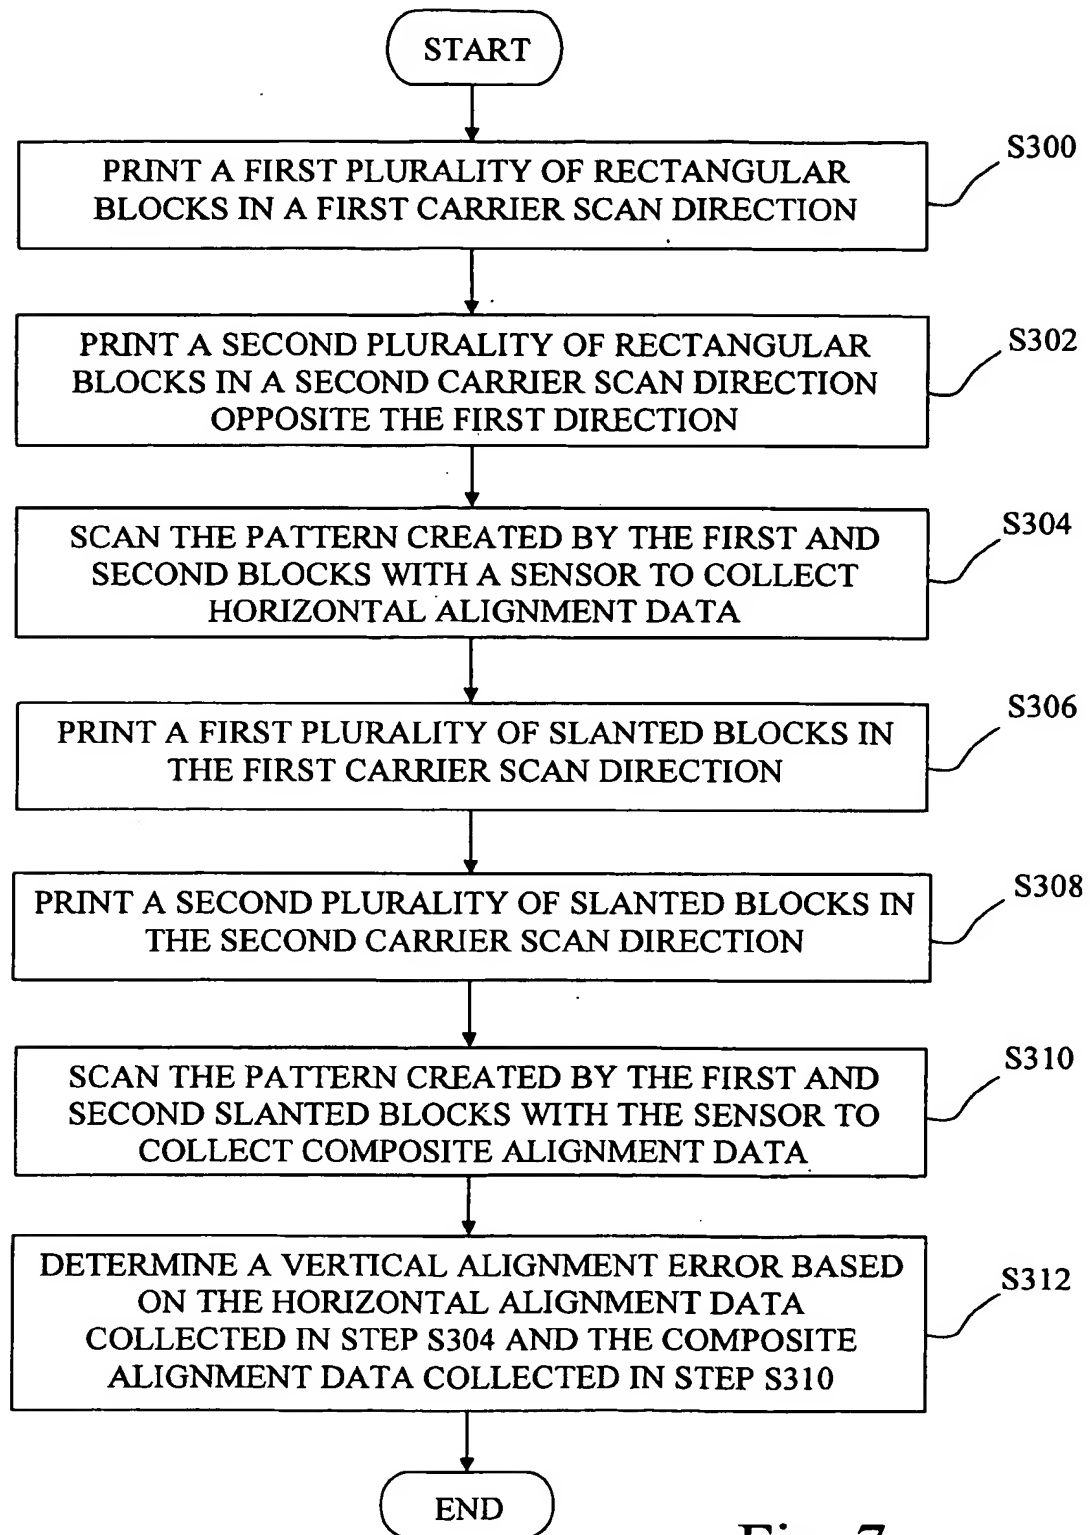 START
S300
PRINT A FIRST PLURALITY OF RECTANGULAR
BLOCKS IN A FIRST CARRIER SCAN DIRECTION
S302
PRINT A SECOND PLURALITY OF RECTANGULAR
BLOCKS IN A SECOND CARRIER SCAN DIRECTION
OPPOSITE THE FIRST DIRECTION
S304
SCAN THE PATTERN CREATED BY THE FIRST AND
SECOND BLOCKS WITH A SENSOR TO COLLECT
HORIZONTAL ALIGNMENT DATA
S306
PRINT A FIRST PLURALITY OF SLANTED BLOCKS IN
THE FIRST CARRIER SCAN DIRECTION
S308
PRINT A SECOND PLURALITY OF SLANTED BLOCKS IN
THE SECOND CARRIER SCAN DIRECTION
S310
SCAN THE PATTERN CREATED BY THE FIRST AND
SECOND SLANTED BLOCKS WITH THE SENSOR TO
COLLECT COMPOSITE ALIGNMENT DATA
S312
DETERMINE A VERTICAL ALIGNMENT ERROR BASED
ON THE HORIZONTAL ALIGNMENT DATA
COLLECTED IN STEP S304 AND THE COMPOSITE
ALIGNMENT DATA COLLECTED IN STEP S310
END
Fig. 7